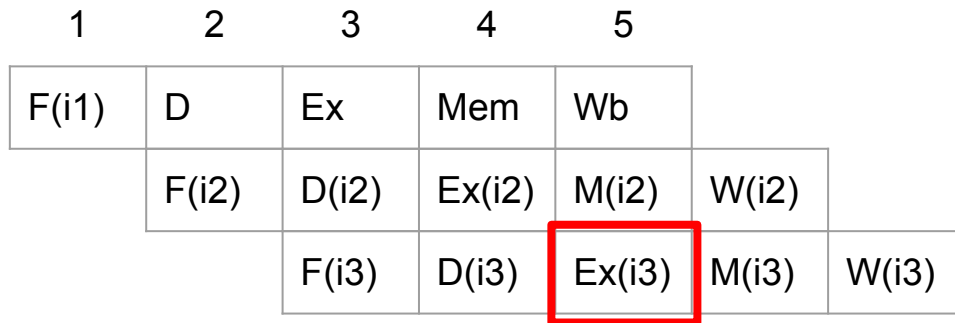 1 2 3 4 5
F(i1) D Ex Mem Wb
F(i2) D(i2) Ex(i2) M(i2) W(i2)
F(i3) D(i3) Ex(i3) M(i3) W(i3)